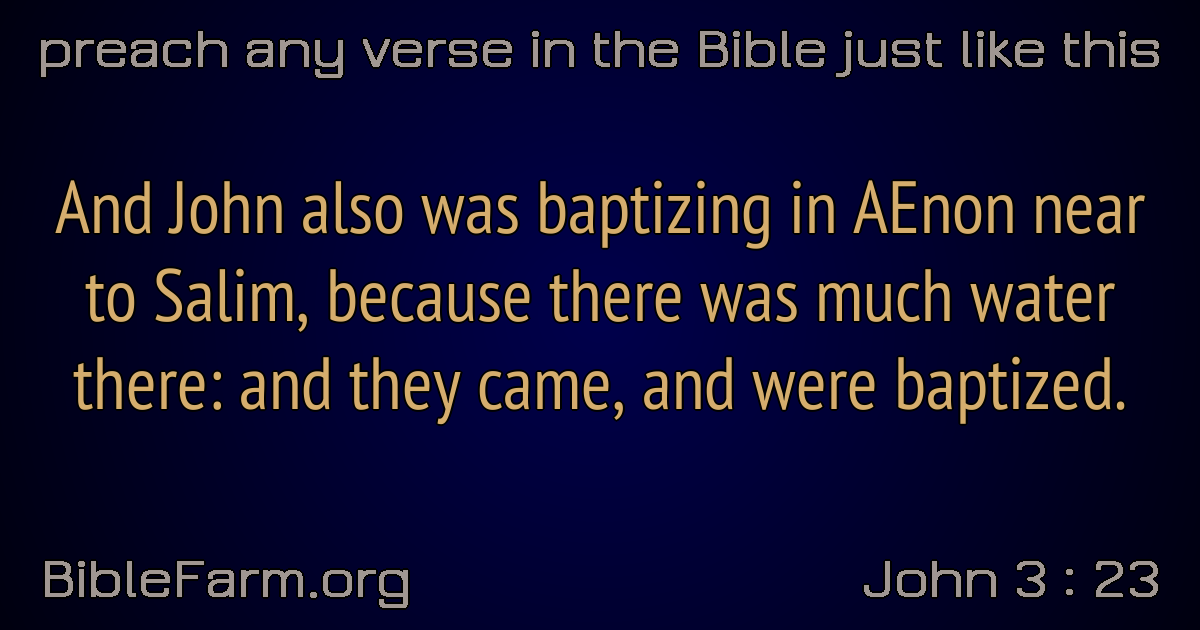 preach any verse in the Bible just like this
And John also was baptizing in AEnon near
to Salim, because there was much water
there: and they came, and were baptized.
BibleFarm.org
John 3 : 23